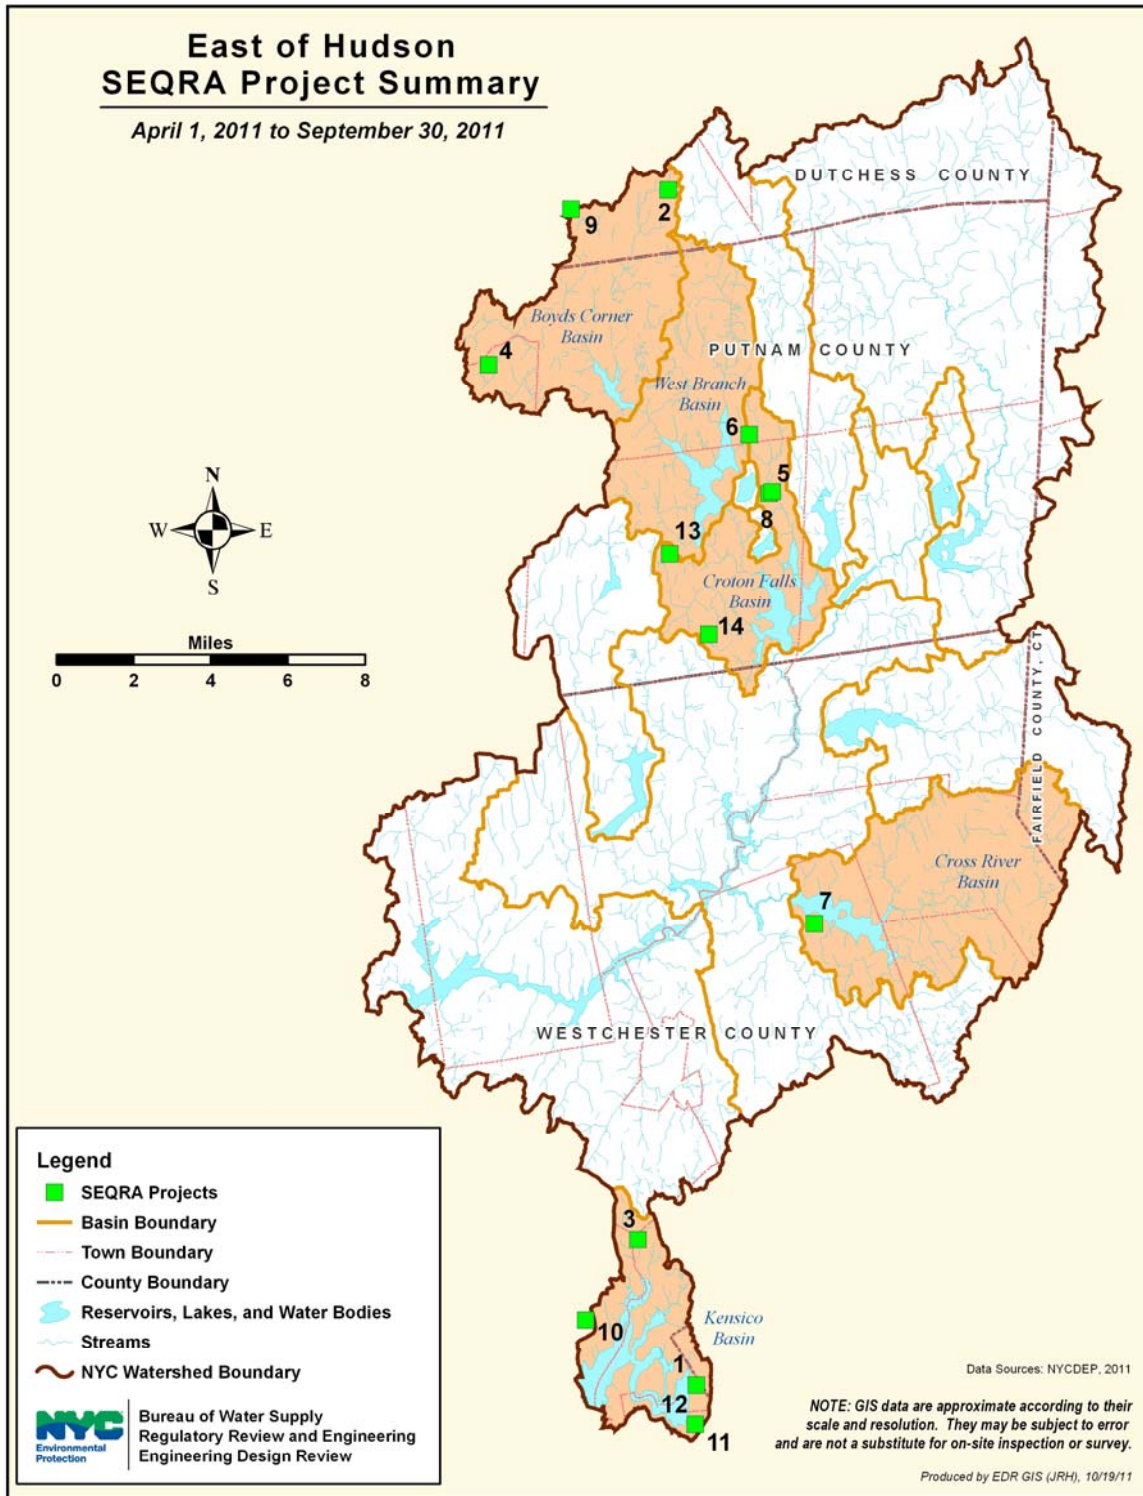 East of Hudson
SEQRA Project Summary
April 1, 2011 to September 30, 2011
DUTCHESS COUNTY
2
9
Boyds Corner
Basin
4
PUTNAM COUNTY
West Branch
Basin
6
5
8
13
Croton Falls
Basin
14
N
W
E
S
Miles
0 2 4 6 8
FAIRFIELD COUNTY, CT
Cross River
Basin
7
WESTCHESTER COUNTY
3
10
Kensico
Basin
1
12
11
Legend
SEQRA Projects
Basin Boundary
Town Boundary
County Boundary
Reservoirs, Lakes, and Water Bodies
Streams
NYC Watershed Boundary
NYC
Environmental
Protection
Bureau of Water Supply
Regulatory Review and Engineering
Engineering Design Review
Data Sources: NYCDEP, 2011
NOTE: GIS data are approximate according to their
scale and resolution. They may be subject to error
and are not a substitute for on-site inspection or survey.
Produced by EDR GIS (JRH), 10/19/11